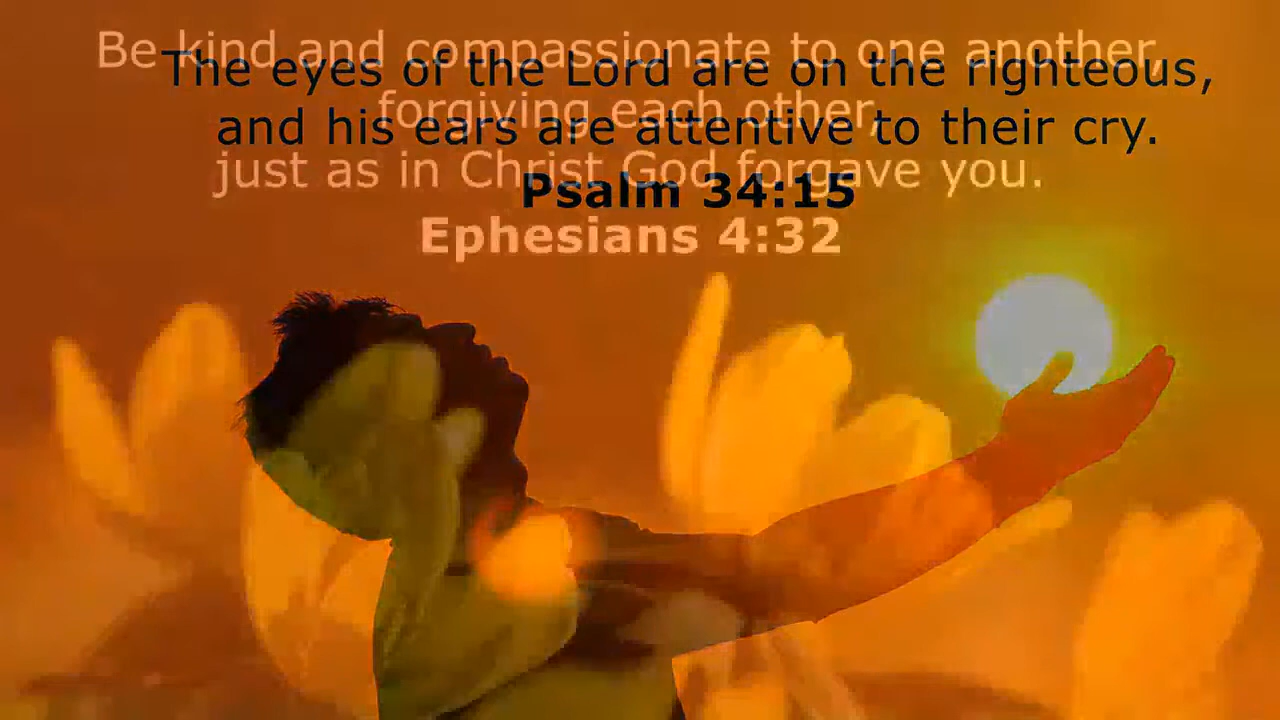 Be kind and compassionate to one another,
forgiving each other,
just as in Christ God forgave you.
Ephesians 4:32
The eyes of the Lord are on the righteous,
and his ears are attentive to their cry.
Psalm 34:15